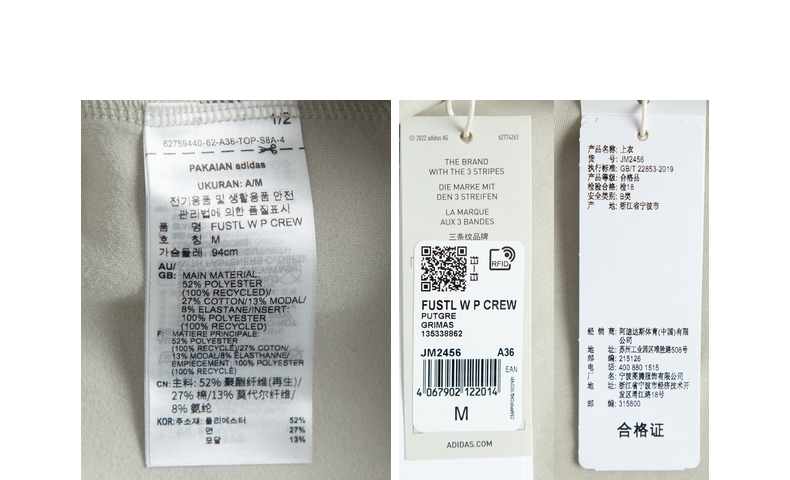 1/2
62759440-62-A36-TOP-S8A-4
PAKAIAN adidas
UKURAN: A/M
전기용품 및 생활용품 안전
관리법에 의한 품질표시
품 명 FUSTL W P CREW
호 칭 M
가슴둘레 94cm
AU/
GB: MAIN MATERIAL:
52% POLYESTER
(100% RECYCLED)/
27% COTTON/13% MODAL/
8% ELASTANE/INSERT:
100% POLYESTER
(100% RECYCLED)
F: MATIERE PRINCIPALE:
52% POLYESTER
(100% RECYCLE)/27% COTON/
13% MODAL/8% ELASTHANNE/
EMPIECEMENT: 100% POLYESTER
(100% RECYCLE)
CN: 主料: 52% 聚酯纤维(再生)/
27% 棉/13% 莫代尔纤维/
8% 氨纶
KOR:주소재: 폴리에스터 52%
면 27%
모달 13%
© 2022 adidas AG 62774263
THE BRAND
WITH THE 3 STRIPES
DIE MARKE MIT
DEN 3 STREIFEN
LA MARQUE
AUX 3 BANDES
三条纹品牌
RFID
FUSTL W P CREW
PUTGRE
GRIMAS
135338862
JM2456 A36
EAN
4 067902 122014
M
ADIDAS.COM
产品名称: 上衣
货 号: JM2456
执行标准: GB/T 22853-2019
产品等级: 合格品
检验合格: 检18
安全类别: B类
产 地: 浙江省宁波市
经 销 商: 阿迪达斯体育(中国)有限
公司
地 址: 苏州工业园区唯胜路508号
邮 编: 215126
电 话: 400 880 1515
厂 名: 宁波甬腾服饰有限公司
地 址: 浙江省宁波市经济技术开
发区甬江路18号
邮 编: 315800
合格证